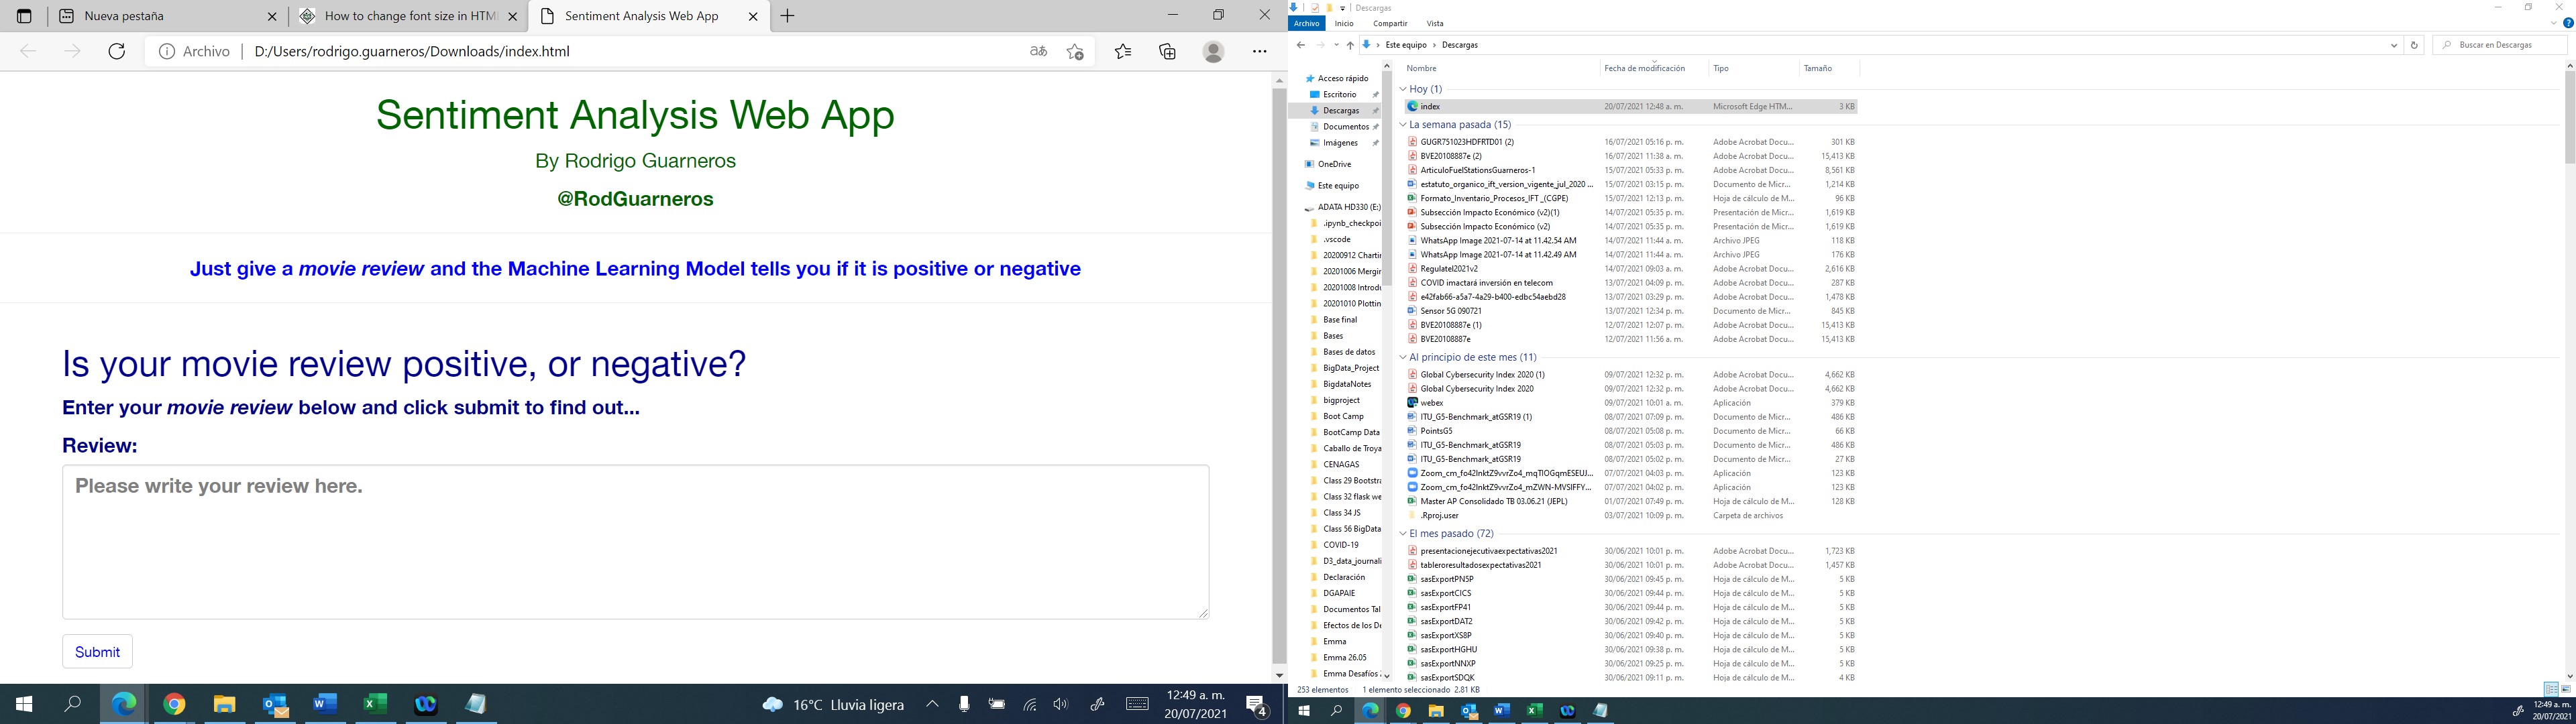 Nueva pestaña
How to change font size in HTM
Sentiment Analysis Web App
Archivo
D:/Users/rodrigo.guarneros/Downloads/index.html
Sentiment Analysis Web App
By Rodrigo Guarneros
@RodGuarneros
Just give a movie review and the Machine Learning Model tells you if it is positive or negative
Is your movie review positive, or negative?
Enter your movie review below and click submit to find out...
Review:
Please write your review here.
Submit
16°C Lluvia ligera
12:49 a. m.
20/07/2021
4
Descargas
Archivo Inicio Compartir Vista
Este equipo › Descargas
Buscar en Descargas
Acceso rápido
Escritorio
Descargas
Documentos
Imágenes
OneDrive
Este equipo
ADATA HD330 (E:)
.ipynb_checkpoi
.vscode
20200912 Chartir
20201006 Mergir
20201008 Introdu
20201010 Plottin
Base final
Bases
Bases de datos
BigData_Project
BigdataNotes
bigproject
Boot Camp
BootCamp Data
Caballo de Troya
CENAGAS
Class 29 Bootstra
Class 32 flask we
Class 34 JS
Class 56 BigData
COVID-19
D3_data_journali
Declaración
DGAPAIE
Documentos Tal
Efectos de los De
Emma
Emma 26.05
Emma Desafíos
Nombre Fecha de modificación Tipo Tamaño
Hoy (1)
index 20/07/2021 12:48 a. m. Microsoft Edge HTM... 3 KB
La semana pasada (15)
GUGR751023HDFRTD01 (2) 16/07/2021 05:16 p. m. Adobe Acrobat Docu... 301 KB
BVE20108887e (2) 16/07/2021 11:38 a. m. Adobe Acrobat Docu... 15,413 KB
ArticuloFuelStationsGuarneros-1 15/07/2021 05:33 p. m. Adobe Acrobat Docu... 8,561 KB
estatuto_organico_ift_version_vigente_jul_2020 ... 15/07/2021 03:15 p. m. Documento de Micr... 1,214 KB
Formato_Inventario_Procesos_IFT_(CGPE) 15/07/2021 12:13 p. m. Hoja de cálculo de M... 96 KB
Subsección Impacto Económico (v2)(1) 14/07/2021 05:35 p. m. Presentación de Micr... 1,619 KB
Subsección Impacto Económico (v2) 14/07/2021 05:35 p. m. Presentación de Micr... 1,619 KB
WhatsApp Image 2021-07-14 at 11.42.54 AM 14/07/2021 11:44 a. m. Archivo JPEG 118 KB
WhatsApp Image 2021-07-14 at 11.42.49 AM 14/07/2021 11:44 a. m. Archivo JPEG 176 KB
Regulatel2021v2 14/07/2021 09:03 a. m. Adobe Acrobat Docu... 2,616 KB
COVID imactará inversión en telecom 13/07/2021 04:09 p. m. Adobe Acrobat Docu... 287 KB
e42fab66-a5a7-4a29-b400-edbc54aebd28 13/07/2021 03:29 p. m. Adobe Acrobat Docu... 1,478 KB
Sensor 5G 090721 13/07/2021 12:34 p. m. Documento de Micr... 845 KB
BVE20108887e (1) 12/07/2021 12:07 p. m. Adobe Acrobat Docu... 15,413 KB
BVE20108887e 12/07/2021 11:56 a. m. Adobe Acrobat Docu... 15,413 KB
Al principio de este mes (11)
Global Cybersecurity Index 2020 (1) 09/07/2021 12:32 p. m. Adobe Acrobat Docu... 4,662 KB
Global Cybersecurity Index 2020 09/07/2021 12:32 p. m. Adobe Acrobat Docu... 4,662 KB
webex 09/07/2021 10:01 a. m. Aplicación 379 KB
ITU_G5-Benchmark_atGSR19 (1) 08/07/2021 07:09 p. m. Documento de Micr... 486 KB
PointsG5 08/07/2021 05:08 p. m. Documento de Micr... 66 KB
ITU_G5-Benchmark_atGSR19 08/07/2021 05:03 p. m. Documento de Micr... 486 KB
ITU_G5-Benchmark_atGSR19 08/07/2021 05:02 p. m. Documento de Micr... 27 KB
07/07/2021 04:03 p. m. Aplicación 123 KB
07/07/2021 04:02 p. m. Aplicación 123 KB
Master AP Consolidado TB 03.06.21 (JEPL) 01/07/2021 07:49 p. m. Hoja de cálculo de M... 128 KB
.Rproj.user 03/07/2021 10:09 p. m. Carpeta de archivos
El mes pasado (72)
presentacionejecutivaexpectativas2021 30/06/2021 10:01 p. m. Adobe Acrobat Docu... 1,723 KB
tableroresultadosexpectativas2021 30/06/2021 10:01 p. m. Adobe Acrobat Docu... 1,457 KB
sasExportPN5P 30/06/2021 09:45 p. m. Hoja de cálculo de M... 5 KB
sasExportCICS 30/06/2021 09:44 p. m. Hoja de cálculo de M... 5 KB
sasExportFP41 30/06/2021 09:44 p. m. Hoja de cálculo de M... 5 KB
sasExportDAT2 30/06/2021 09:42 p. m. Hoja de cálculo de M... 5 KB
sasExportXS8P 30/06/2021 09:40 p. m. Hoja de cálculo de M... 5 KB
sasExportHGHU 30/06/2021 09:38 p. m. Hoja de cálculo de M... 5 KB
sasExportNNXP 30/06/2021 09:25 p. m. Hoja de cálculo de M... 5 KB
sasExportSDQK 30/06/2021 09:11 p. m. Hoja de cálculo de M... 4 KB
253 elementos 1 elemento seleccionado 2.81 KB
12:49 a. m.
20/07/2021